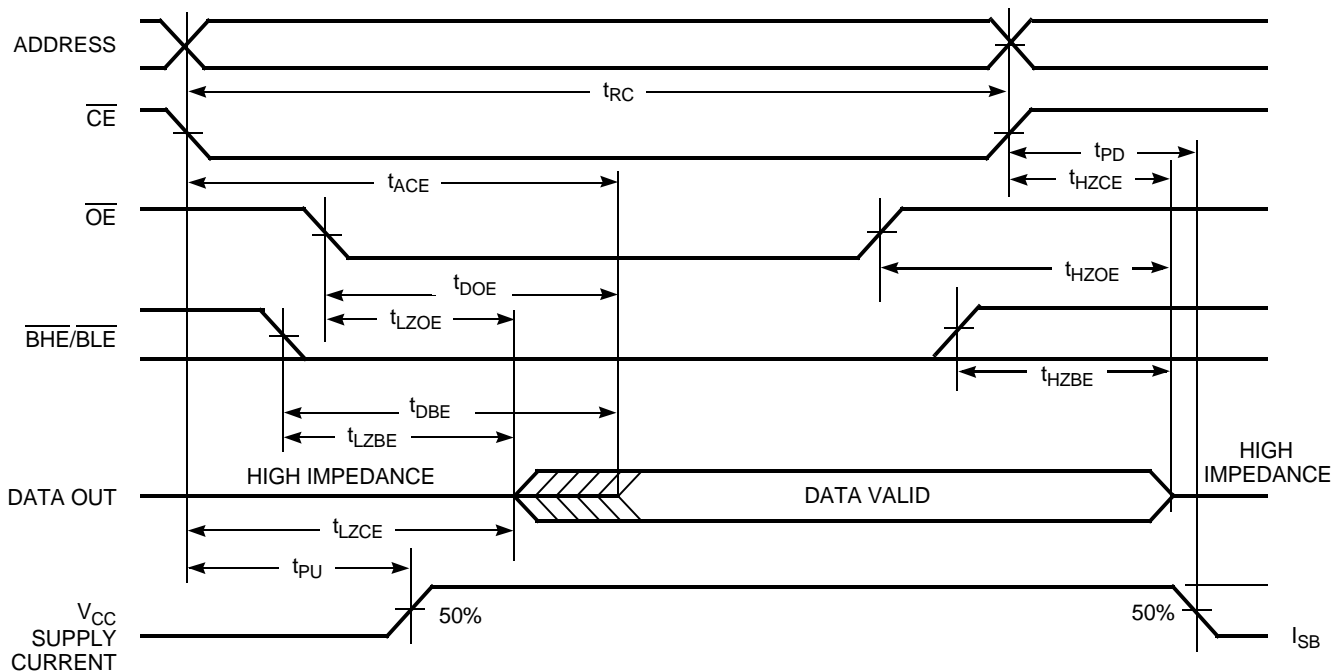 ADDRESS
tRC
CE
tPD
tACE
tHZCE
OE
tHZOE
tDOE
tLZOE
BHE/BLE
tHZBE
tDBE
tLZBE
HIGH IMPEDANCE
HIGH
IMPEDANCE
DATA OUT
DATA VALID
tLZCE
tPU
VCC
SUPPLY
CURRENT
50%
50%
ISB